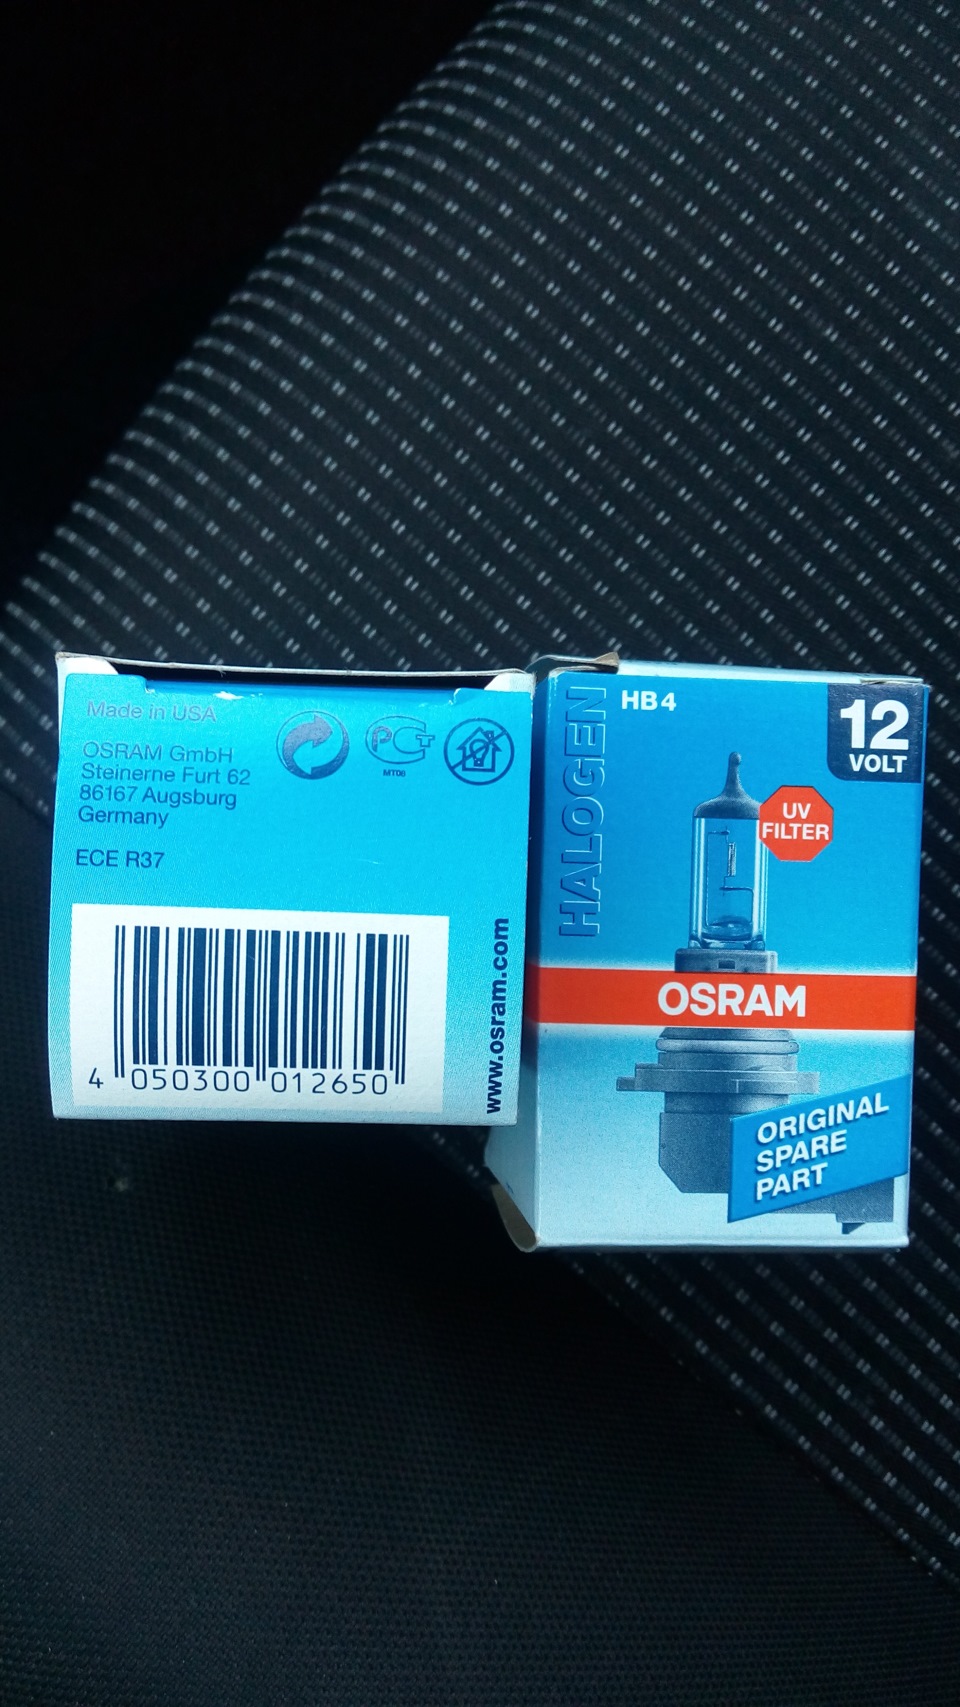 Made in USA
OSRAM GmbH
Steinerne Furt 62
86167 Augsburg
Germany
ECE R37
PCT
MT08
4 050300 012650
www.osram.com
HALOGEN
HB4
12
VOLT
UV
FILTER
OSRAM
ORIGINAL
SPARE
PART